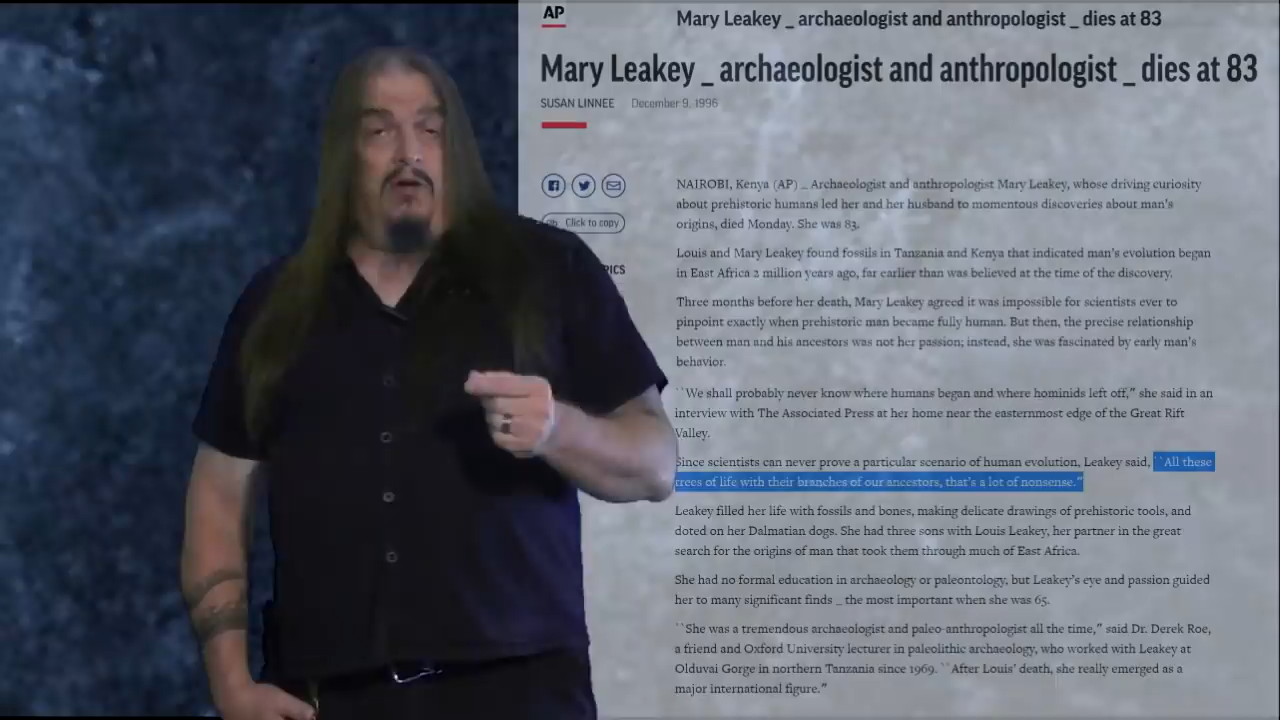 AP
Mary Leakey _ archaeologist and anthropologist _ dies at 83
Mary Leakey _ archaeologist and anthropologist _ dies at 83
SUSAN LINNEE December 9, 1996
Click to copy
NAIROBI, Kenya (AP) _ Archaeologist and anthropologist Mary Leakey, whose driving curiosity
about prehistoric humans led her and her husband to momentous discoveries about man's
origins, died Monday. She was 83.
Louis and Mary Leakey found fossils in Tanzania and Kenya that indicated man's evolution began
in East Africa 2 million years ago, far earlier than was believed at the time of the discovery.
Three months before her death, Mary Leakey agreed it was impossible for scientists ever to
pinpoint exactly when prehistoric man became fully human. But then, the precise relationship
between man and his ancestors was not her passion; instead, she was fascinated by early man's
behavior.
``We shall probably never know where humans began and where hominids left off,'' she said in an
interview with The Associated Press at her home near the easternmost edge of the Great Rift
Valley.
Since scientists can never prove a particular scenario of human evolution, Leakey said, ``All these
trees of life with their branches of our ancestors, that's a lot of nonsense.''
Leakey filled her life with fossils and bones, making delicate drawings of prehistoric tools, and
doted on her Dalmatian dogs. She had three sons with Louis Leakey, her partner in the great
search for the origins of man that took them through much of East Africa.
She had no formal education in archaeology or paleontology, but Leakey's eye and passion guided
her to many significant finds _ the most important when she was 65.
``She was a tremendous archaeologist and paleo-anthropologist all the time,'' said Dr. Derek Roe,
a friend and Oxford University lecturer in paleolithic archaeology, who worked with Leakey at
Olduvai Gorge in northern Tanzania since 1969. ``After Louis' death, she really emerged as a
major international figure.''